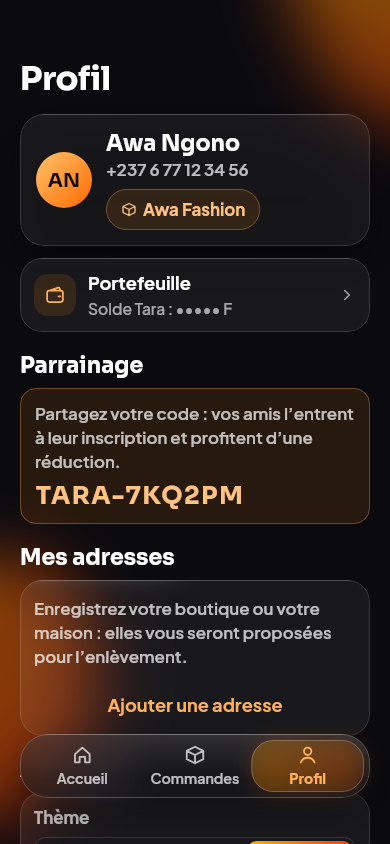 Profil
Awa Ngono
+237 6 77 12 34 56
AN
Awa Fashion
Portefeuille
Solde Tara : ••••• F
Parrainage
Partagez votre code : vos amis l’entrent
à leur inscription et profitent d’une
réduction.
TARA-7KQ2PM
Mes adresses
Enregistrez votre boutique ou votre
maison : elles vous seront proposées
pour l’enlèvement.
Ajouter une adresse
Accueil
Commandes
Profil
Thème